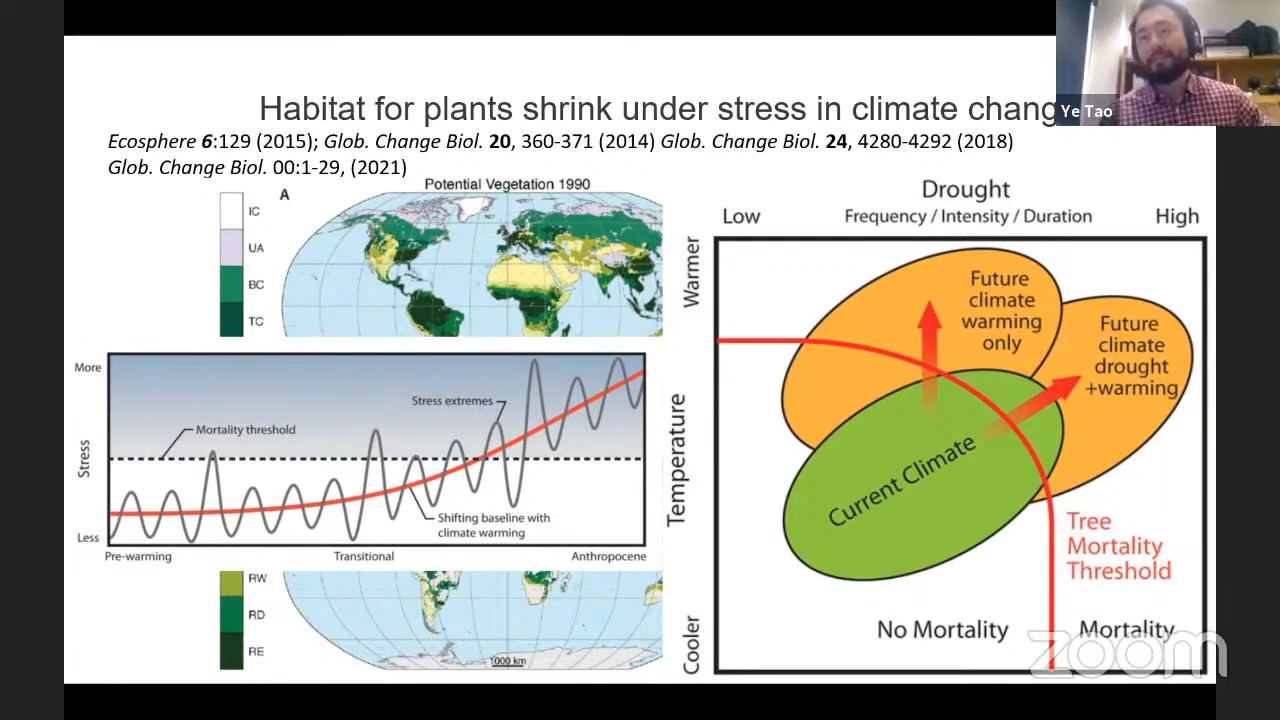 Habitat for plants shrink under stress in climate chang
Ye Tao
Ecosphere 6:129 (2015); Glob. Change Biol. 20, 360-371 (2014) Glob. Change Biol. 24, 4280-4292 (2018)
Glob. Change Biol. 00:1-29, (2021)
A
Potential Vegetation 1990
IC
UA
BC
TC
More
Stress
Less
Mortality threshold
Stress extremes
Shifting baseline with
climate warming
Pre-warming
Transitional
Anthropocene
RW
RD
RE
1000 km
Drought
Low
Frequency / Intensity / Duration
High
Warmer
Temperature
Cooler
Future
climate
warming
only
Future
climate
drought
+warming
Current Climate
Tree
Mortality
Threshold
No Mortality
Mortality
zoom